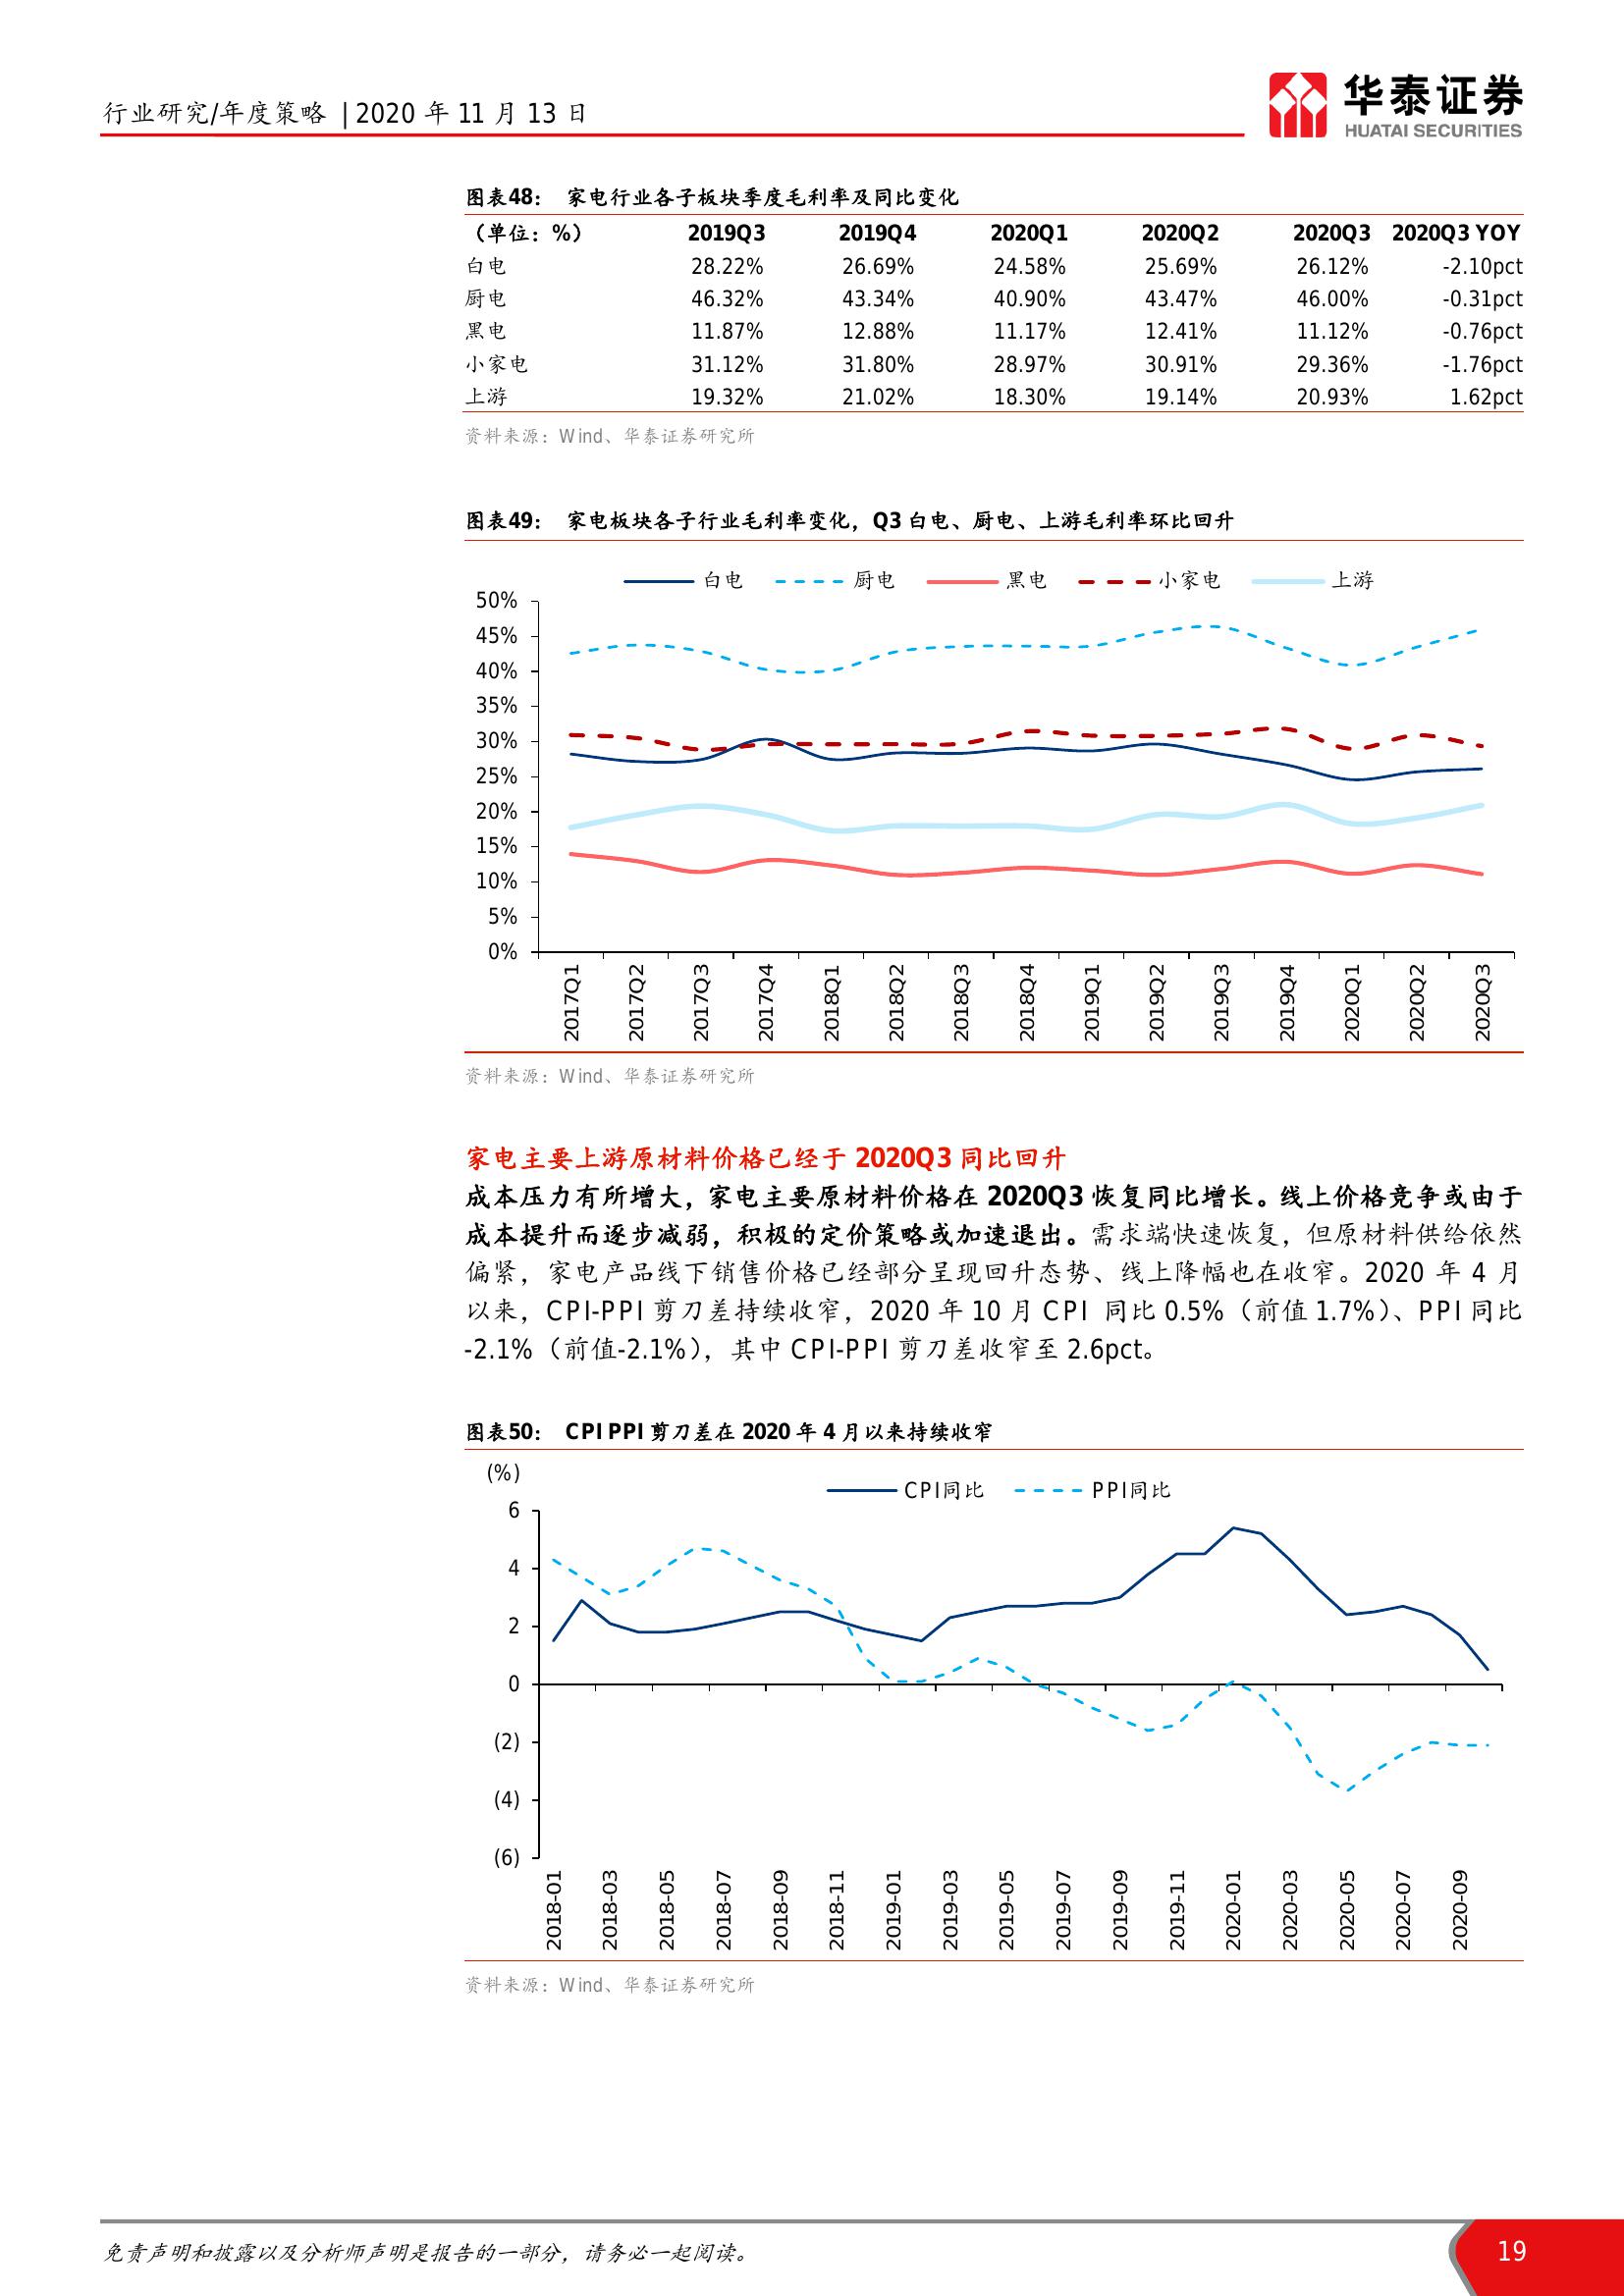 行业研究/年度策略 | 2020 年 11 月 13 日
华泰证券
HUATAI SECURITIES
图表48： 家电行业各子板块季度毛利率及同比变化
（单位：%） 2019Q3 2019Q4 2020Q1 2020Q2 2020Q3 2020Q3 YOY
白电 28.22% 26.69% 24.58% 25.69% 26.12% -2.10pct
厨电 46.32% 43.34% 40.90% 43.47% 46.00% -0.31pct
黑电 11.87% 12.88% 11.17% 12.41% 11.12% -0.76pct
小家电 31.12% 31.80% 28.97% 30.91% 29.36% -1.76pct
上游 19.32% 21.02% 18.30% 19.14% 20.93% 1.62pct
资料来源：Wind、华泰证券研究所
图表49： 家电板块各子行业毛利率变化，Q3 白电、厨电、上游毛利率环比回升
白电 厨电 黑电 小家电 上游
50%
45%
40%
35%
30%
25%
20%
15%
10%
5%
0%
2017Q1 2017Q2 2017Q3 2017Q4 2018Q1 2018Q2 2018Q3 2018Q4 2019Q1 2019Q2 2019Q3 2019Q4 2020Q1 2020Q2 2020Q3
资料来源：Wind、华泰证券研究所
家电主要上游原材料价格已经于 2020Q3 同比回升
成本压力有所增大，家电主要原材料价格在 2020Q3 恢复同比增长。线上价格竞争或由于
成本提升而逐步减弱，积极的定价策略或加速退出。需求端快速恢复，但原材料供给依然
偏紧，家电产品线下销售价格已经部分呈现回升态势、线上降幅也在收窄。2020 年 4 月
以来，CPI-PPI 剪刀差持续收窄，2020 年 10 月 CPI 同比 0.5%（前值 1.7%）、PPI 同比
-2.1%（前值-2.1%），其中 CPI-PPI 剪刀差收窄至 2.6pct。
图表50： CPI PPI 剪刀差在 2020 年 4 月以来持续收窄
(%)
CPI同比 PPI同比
6
4
2
0
(2)
(4)
(6)
2018-01 2018-03 2018-05 2018-07 2018-09 2018-11 2019-01 2019-03 2019-05 2019-07 2019-09 2019-11 2020-01 2020-03 2020-05 2020-07 2020-09
资料来源：Wind、华泰证券研究所
免责声明和披露以及分析师声明是报告的一部分，请务必一起阅读。
19